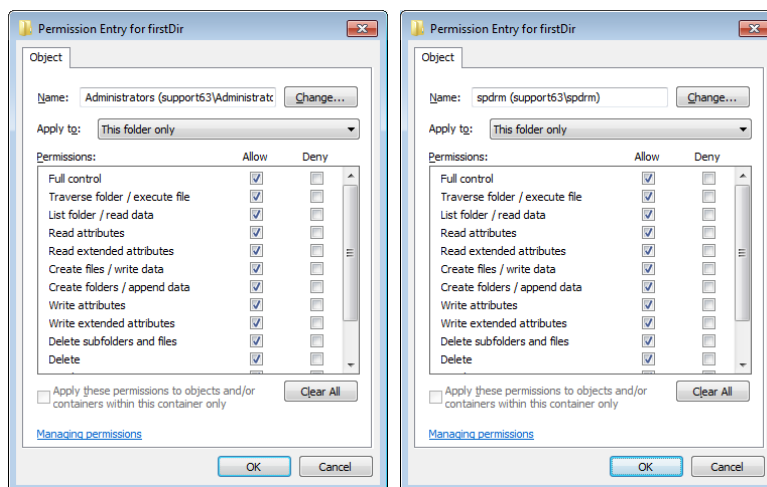 Permission Entry for firstDir
Object
Name: Administrators (support63\Administrato Change...
Apply to: This folder only
Permissions: Allow Deny
Full control
Traverse folder / execute file
List folder / read data
Read attributes
Read extended attributes
Create files / write data
Create folders / append data
Write attributes
Write extended attributes
Delete subfolders and files
Delete
Apply these permissions to objects and/or
containers within this container only
Clear All
Managing permissions
OK Cancel
Permission Entry for firstDir
Object
Name: spdrm (support63\spdrm) Change...
Apply to: This folder only
Permissions: Allow Deny
Full control
Traverse folder / execute file
List folder / read data
Read attributes
Read extended attributes
Create files / write data
Create folders / append data
Write attributes
Write extended attributes
Delete subfolders and files
Delete
Apply these permissions to objects and/or
containers within this container only
Clear All
Managing permissions
OK Cancel